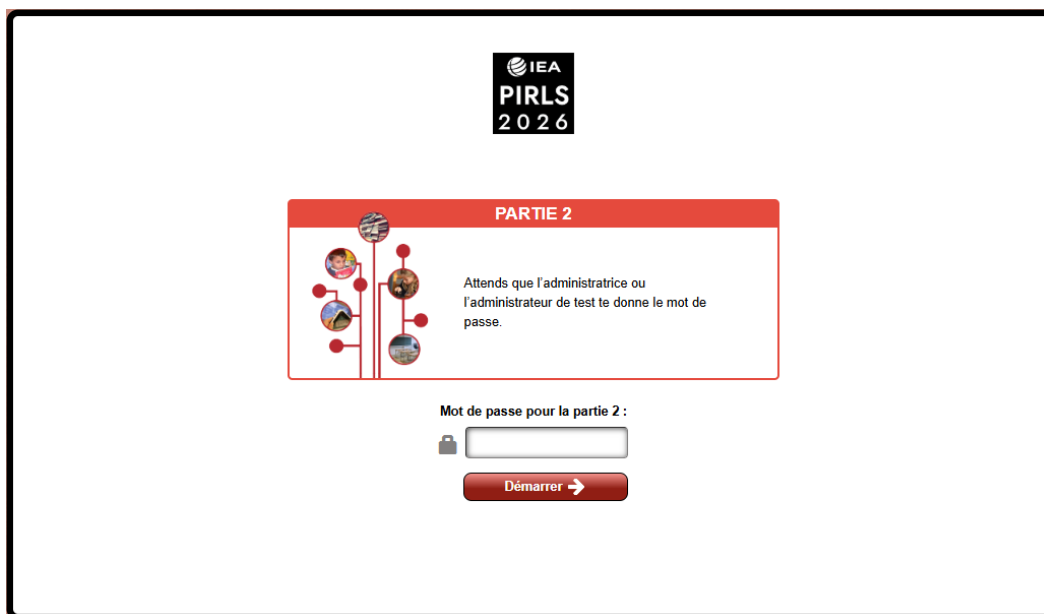 IEA
PIRLS
2026
PARTIE 2
Attends que l'administratrice ou
l'administrateur de test te donne le mot de
passe.
Mot de passe pour la partie 2 :
Démarrer